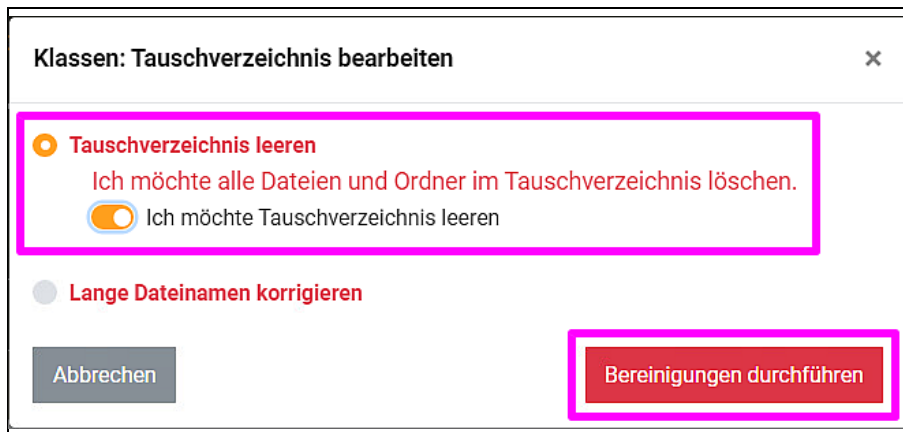 Klassen: Tauschverzeichnis bearbeiten ×
Tauschverzeichnis leeren
Ich möchte alle Dateien und Ordner im Tauschverzeichnis löschen.
Ich möchte Tauschverzeichnis leeren
Lange Dateinamen korrigieren
Abbrechen Bereinigungen durchführen